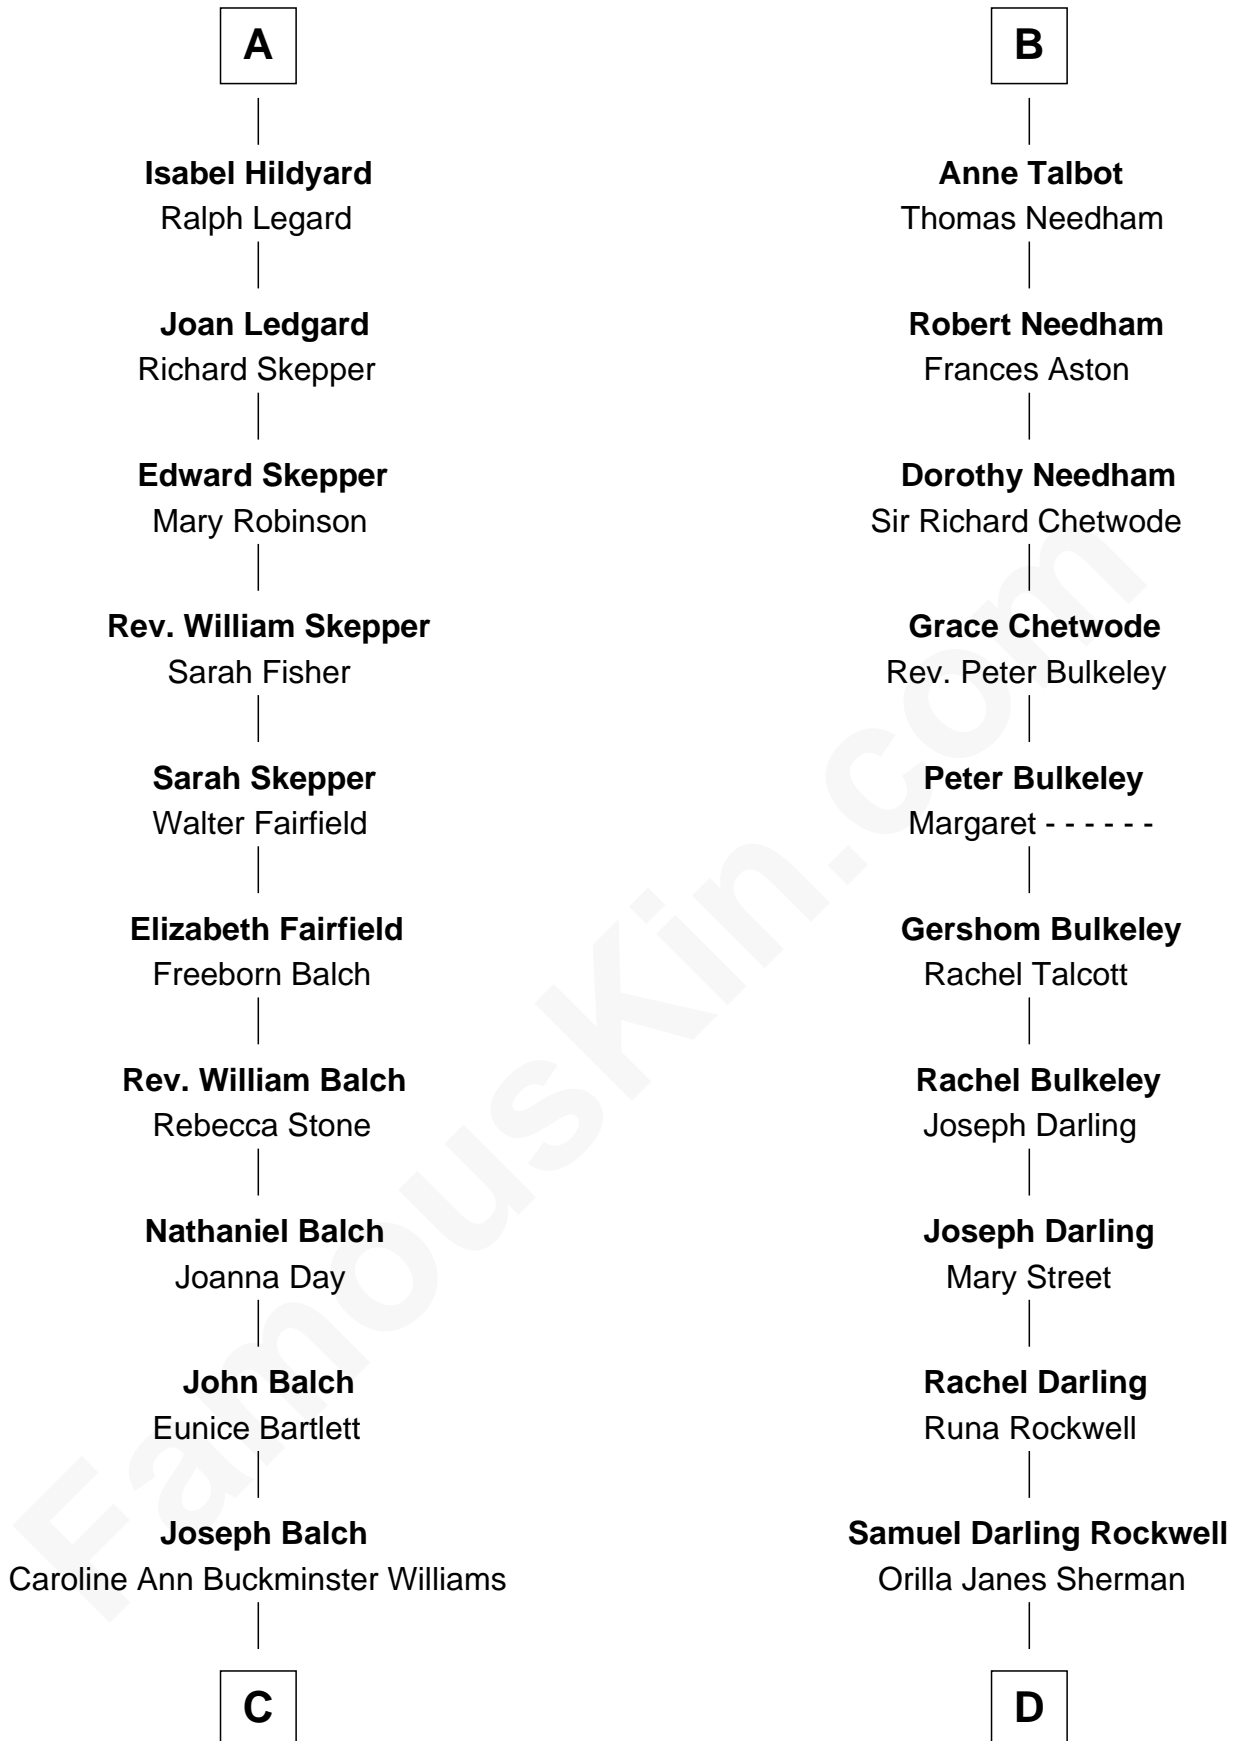 A
Isabel Hildyard
Ralph Legard
Joan Ledgard
Richard Skepper
Edward Skepper
Mary Robinson
Rev. William Skepper
Sarah Fisher
Sarah Skepper
Walter Fairfield
Elizabeth Fairfield
Freeborn Balch
Rev. William Balch
Rebecca Stone
Nathaniel Balch
Joanna Day
John Balch
Eunice Bartlett
Joseph Balch
Caroline Ann Buckminster Williams
C
B
Anne Talbot
Thomas Needham
Robert Needham
Frances Aston
Dorothy Needham
Sir Richard Chetwode
Grace Chetwode
Rev. Peter Bulkeley
Peter Bulkeley
Margaret - - - - - -
Gershom Bulkeley
Rachel Talcott
Rachel Bulkeley
Joseph Darling
Joseph Darling
Mary Street
Rachel Darling
Runa Rockwell
Samuel Darling Rockwell
Orilla Janes Sherman
D
FamousKin.com